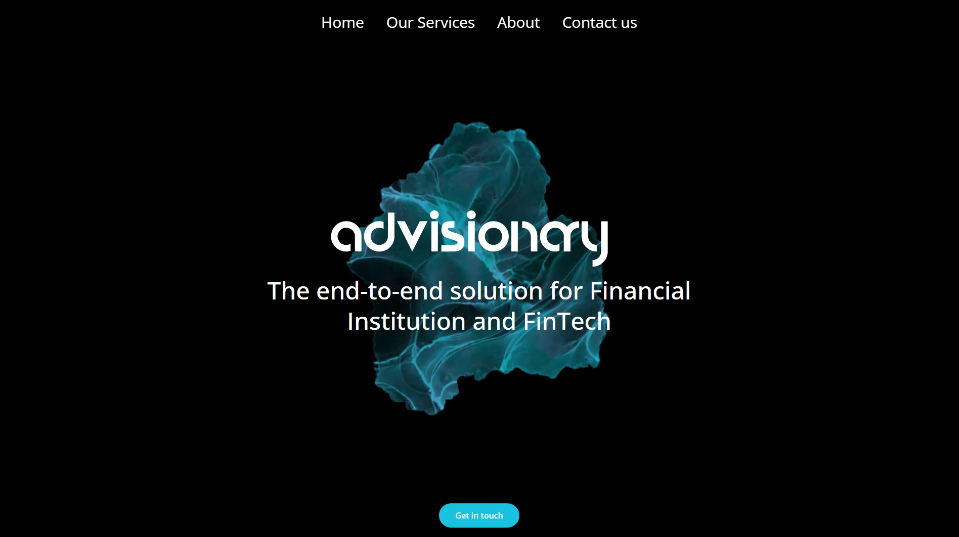 Home Our Services About Contact us
advisionary
The end-to-end solution for Financial
Institution and FinTech
Get in touch